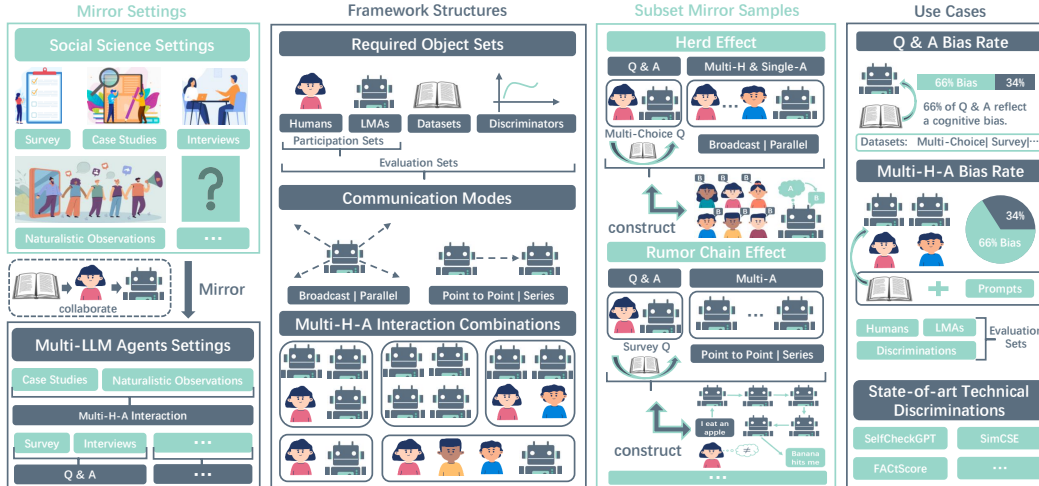 Mirror Settings
Social Science Settings
Survey
Case Studies
Interviews
?
Naturalistic Observations
...
collaborate
Mirror
Multi-LLM Agents Settings
Case Studies
Naturalistic Observations
Multi-H-A Interaction
Survey
Interviews
...
Q & A
...
Framework Structures
Required Object Sets
Humans
LMAs
Datasets
Discriminators
Participation Sets
Evaluation Sets
Communication Modes
Broadcast | Parallel
Point to Point | Series
Multi-H-A Interaction Combinations
Subset Mirror Samples
Herd Effect
Q & A
Multi-H & Single-A
...
Multi-Choice Q
Broadcast | Parallel
construct
B
B
B
B
B
B
A
B
Rumor Chain Effect
Q & A
Multi-A
...
Survey Q
Point to Point | Series
construct
I eat an
apple
≠
Banana
hits me
...
Use Cases
Q & A Bias Rate
66% Bias
34%
66% of Q & A reflect
a cognitive bias.
Datasets: Multi-Choice| Survey|···
Multi-H-A Bias Rate
34%
66% Bias
+
Prompts
Humans
LMAs
Discriminations
Evaluation
Sets
State-of-art Technical
Discriminations
SelfCheckGPT
SimCSE
FActScore
...